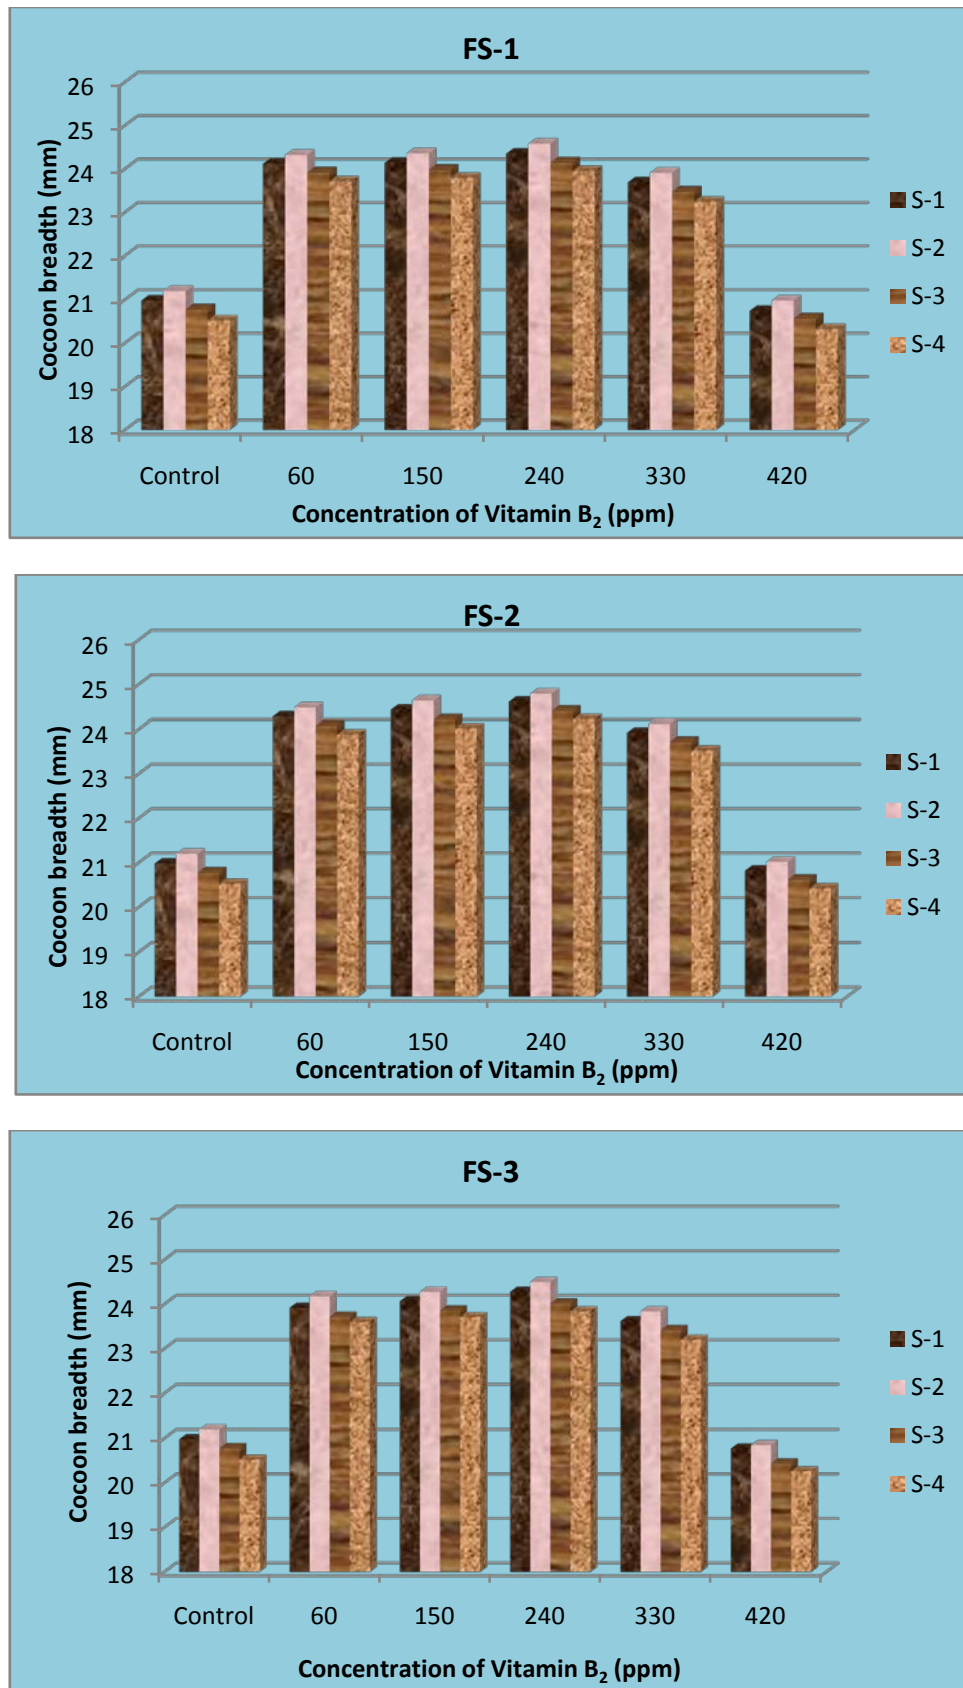 FS-1
26
25
24
23
22
21
20
19
18
Cocoon breadth (mm)
Control 60 150 240 330 420
Concentration of Vitamin B₂ (ppm)
S-1
S-2
S-3
S-4
FS-2
26
25
24
23
22
21
20
19
18
Cocoon breadth (mm)
Control 60 150 240 330 420
Concentration of Vitamin B₂ (ppm)
S-1
S-2
S-3
S-4
FS-3
26
25
24
23
22
21
20
19
18
Cocoon breadth (mm)
Control 60 150 240 330 420
Concentration of Vitamin B₂ (ppm)
S-1
S-2
S-3
S-4